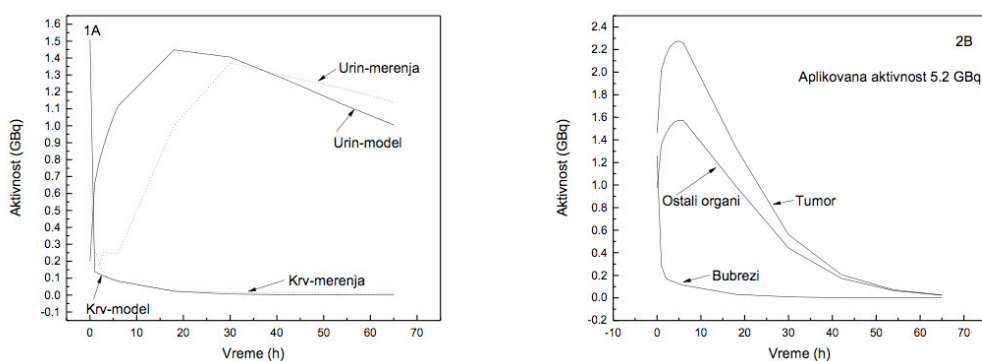 1A
Aktivnost (GBq)
1.6
1.5
1.4
1.3
1.2
1.1
1.0
0.9
0.8
0.7
0.6
0.5
0.4
0.3
0.2
0.1
0.0
-0.1
Urin-merenja
Urin-model
Krv-merenja
Krv-model
-10 0 10 20 30 40 50 60 70
Vreme (h)
2B
Aplikovana aktivnost 5.2 GBq
Aktivnost (GBq)
2.4
2.2
2.0
1.8
1.6
1.4
1.2
1.0
0.8
0.6
0.4
0.2
0.0
-0.2
Ostali organi
Tumor
Bubrezi
-10 0 10 20 30 40 50 60 70
Vreme (h)